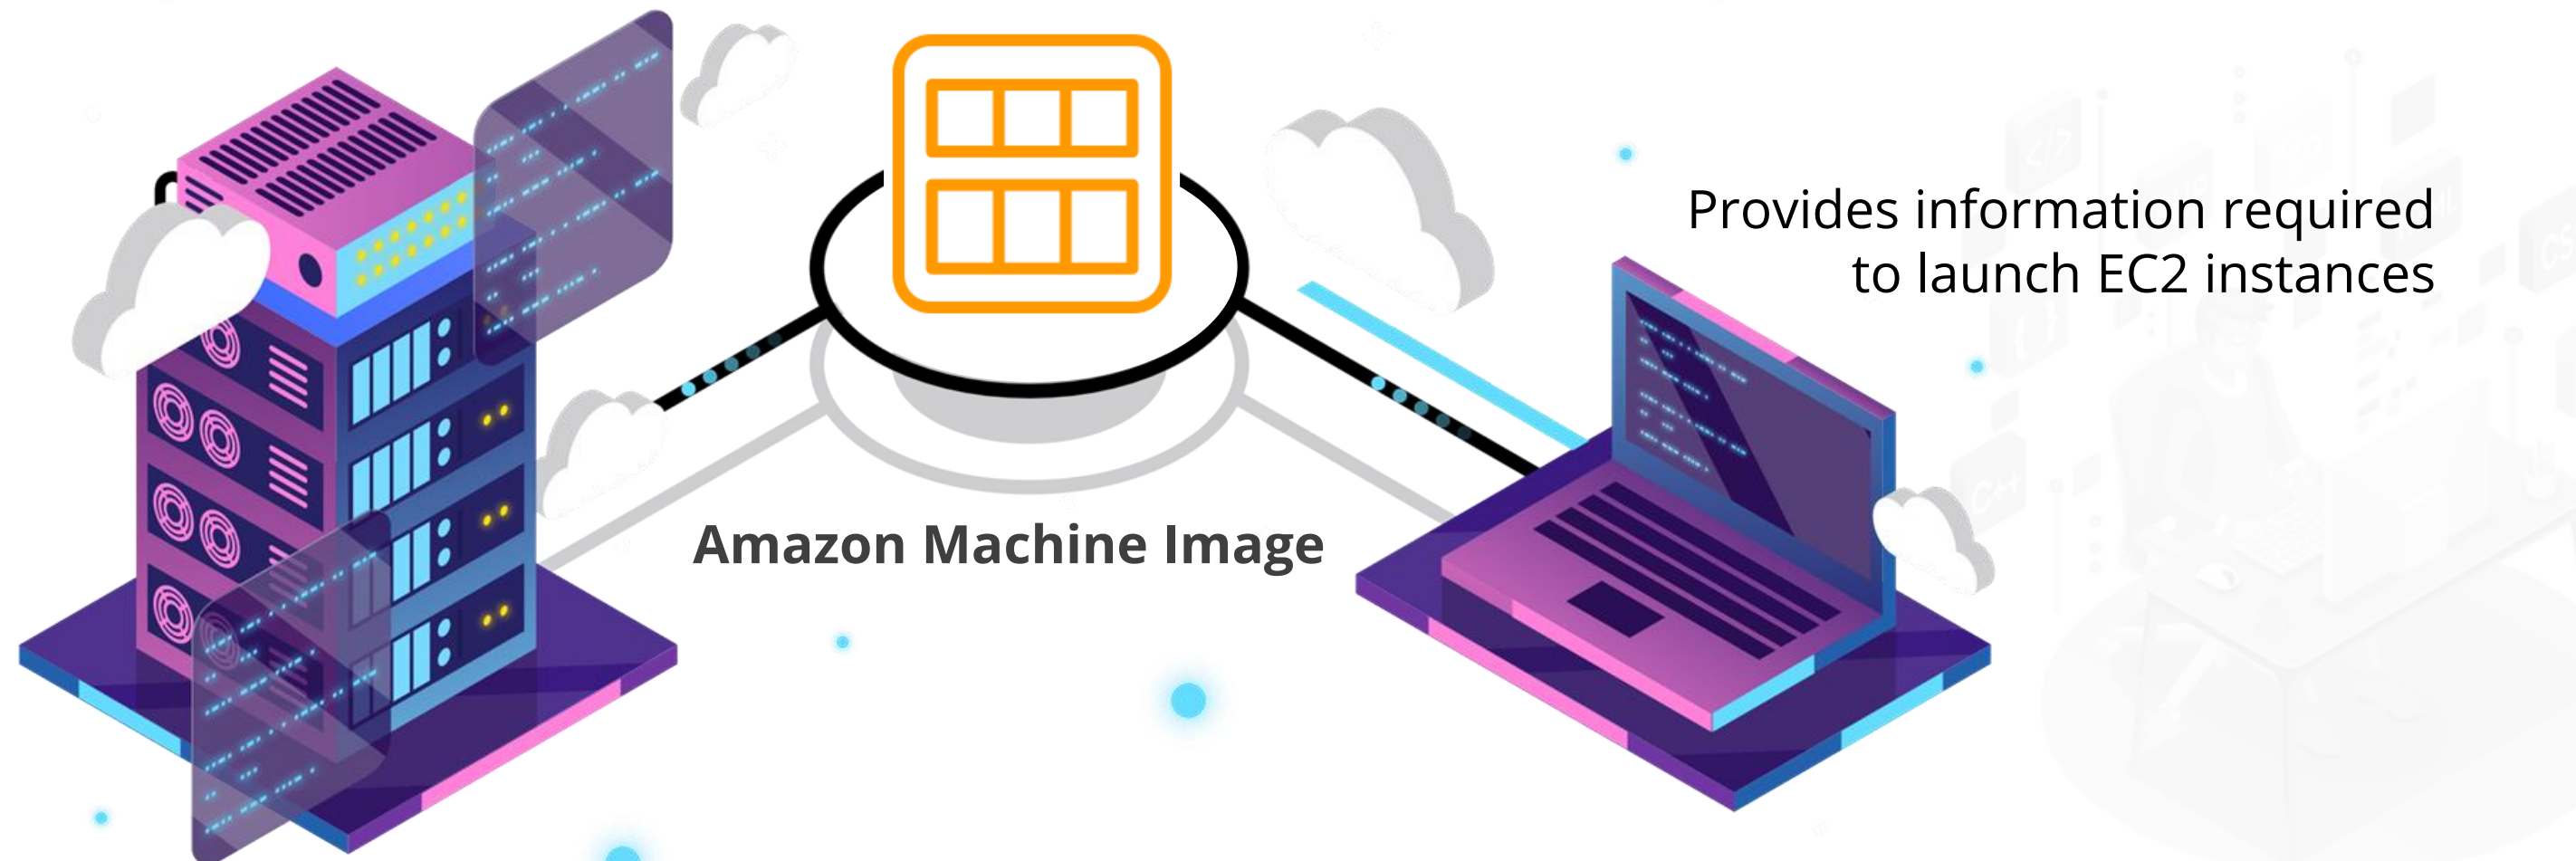 Provides information required
to launch EC2 instances
Amazon Machine Image